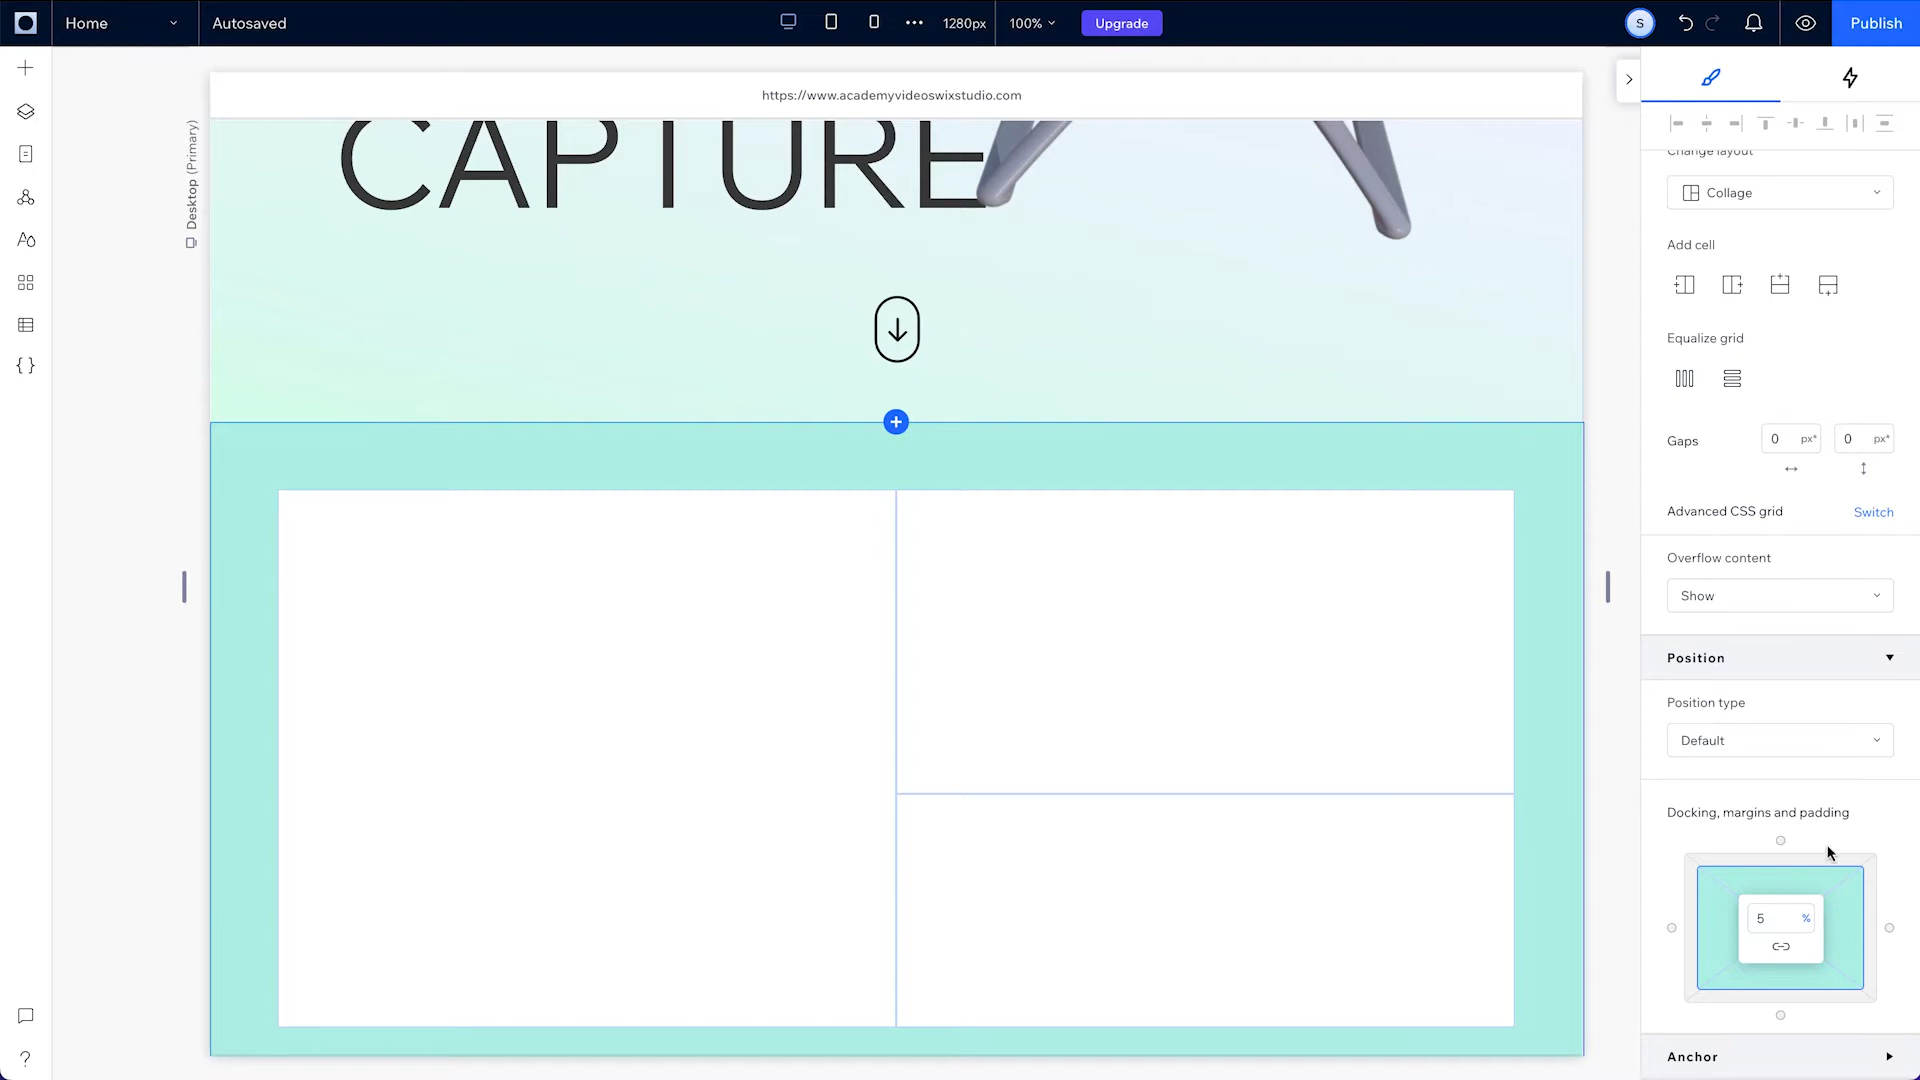 Home
Autosaved
1280px
100%
Upgrade
S
Publish
https://www.academyvideoswixstudio.com
Desktop (Primary)
CAPTURE
Change layout
Collage
Add cell
Equalize grid
Gaps
0 px*
0 px*
Advanced CSS grid
Switch
Overflow content
Show
Position
Position type
Default
Docking, margins and padding
5 %
Anchor